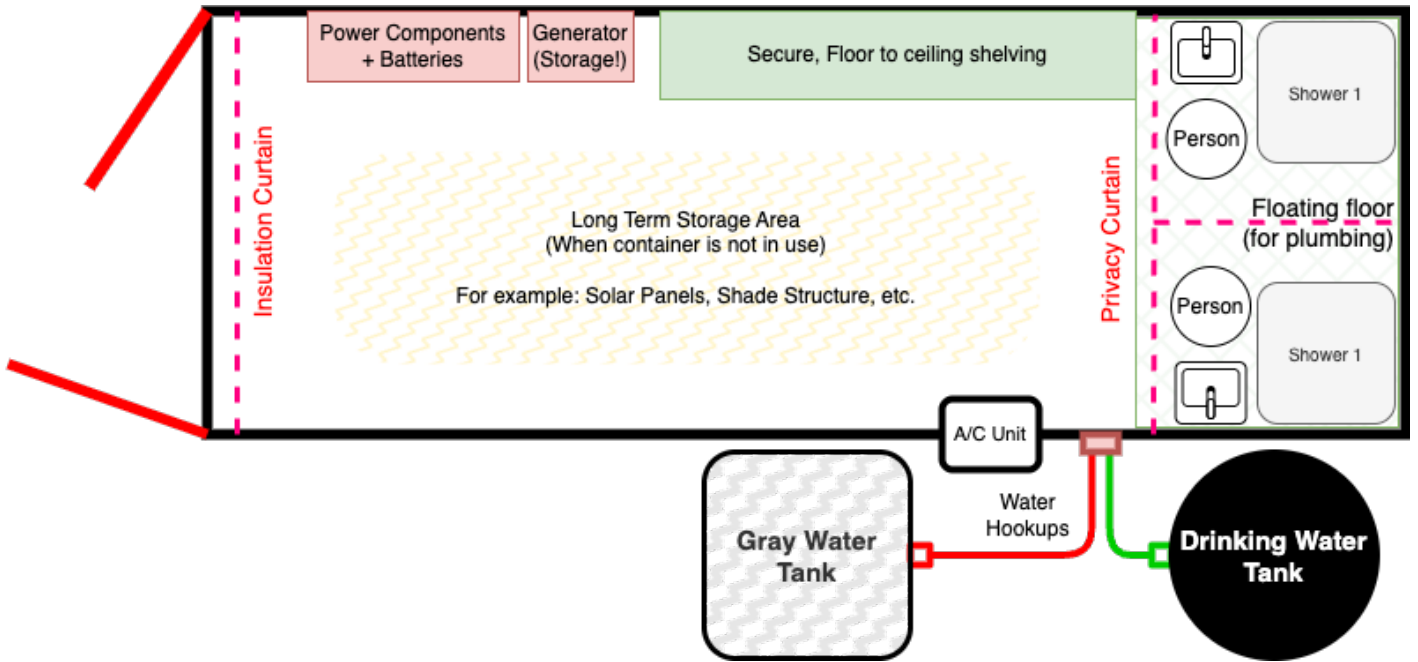 Power Components
+ Batteries
Generator
(Storage!)
Secure, Floor to ceiling shelving
Shower 1
Person
Insulation Curtain
Long Term Storage Area
(When container is not in use)
For example: Solar Panels, Shade Structure, etc.
Privacy Curtain
Floating floor
(for plumbing)
Person
Shower 1
A/C Unit
Water
Hookups
Gray Water
Tank
Drinking Water
Tank